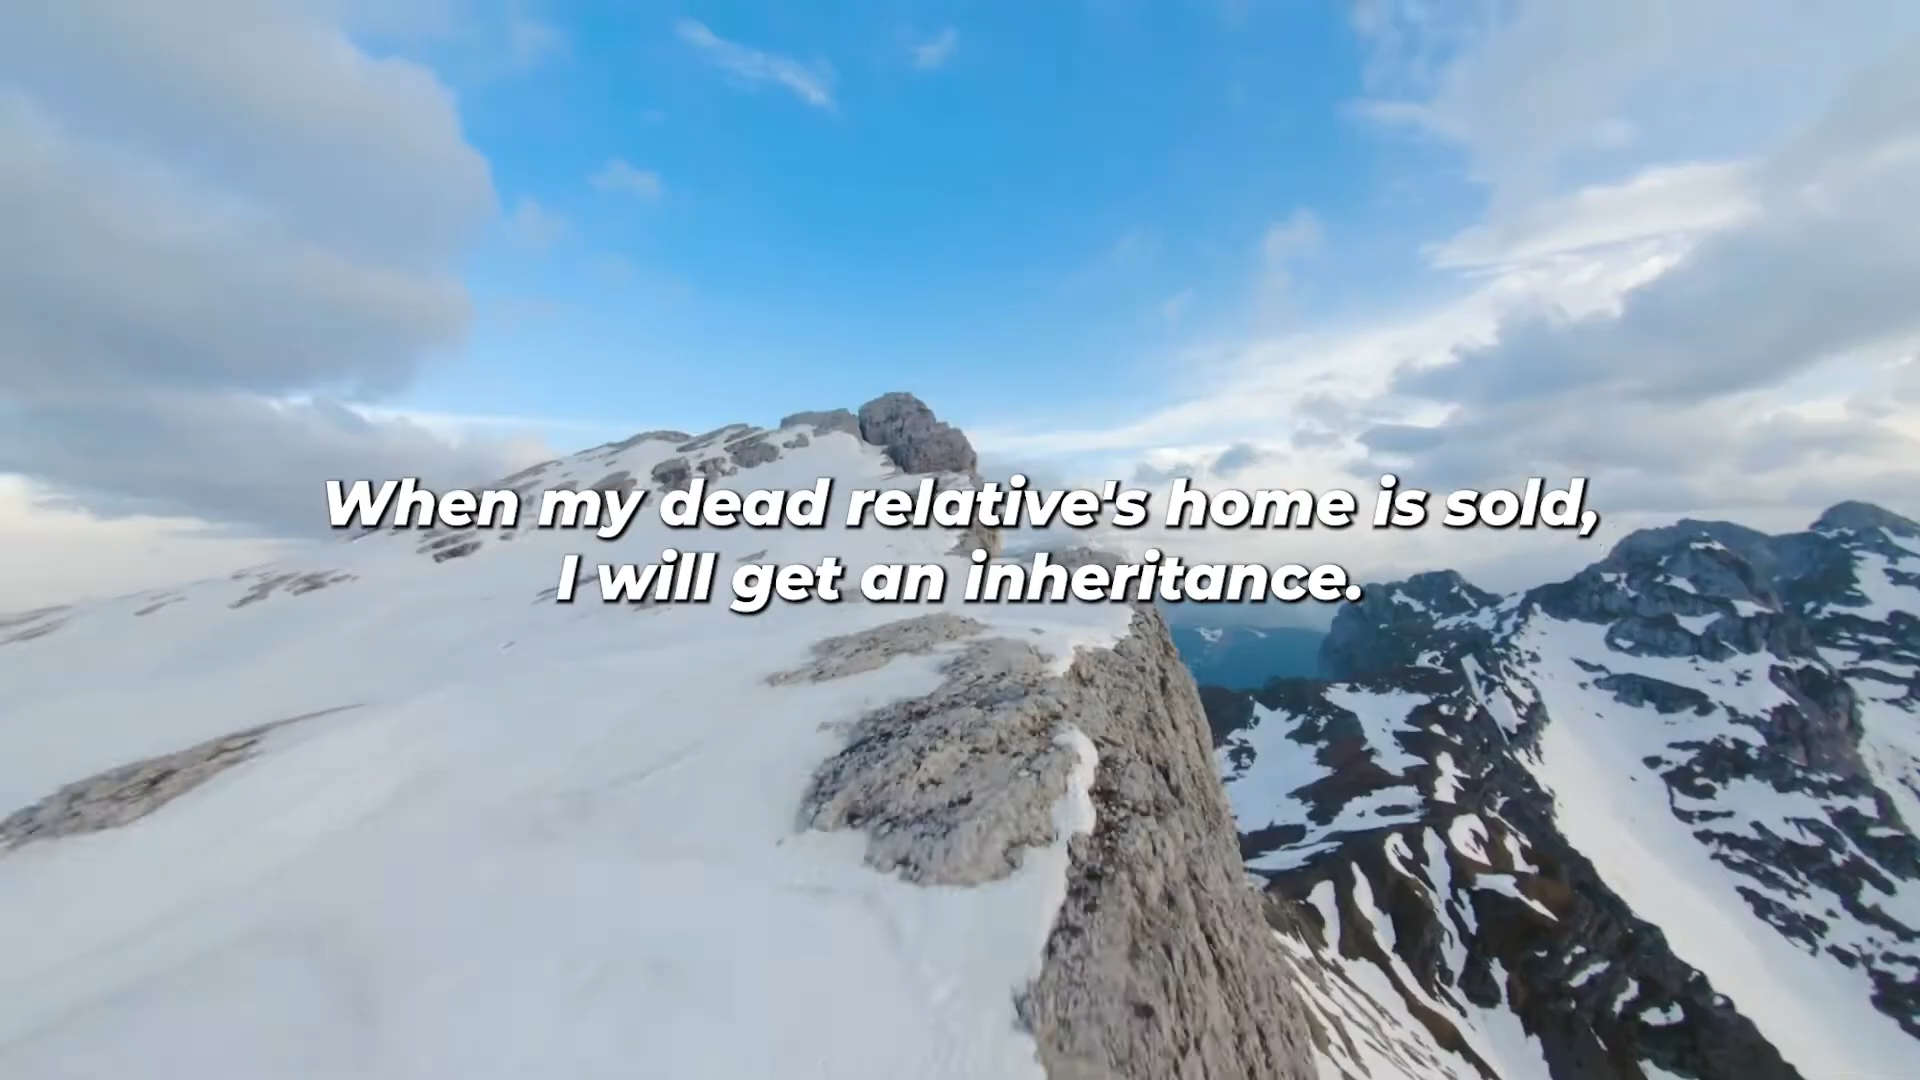 When my dead relative's home is sold,
I will get an inheritance.